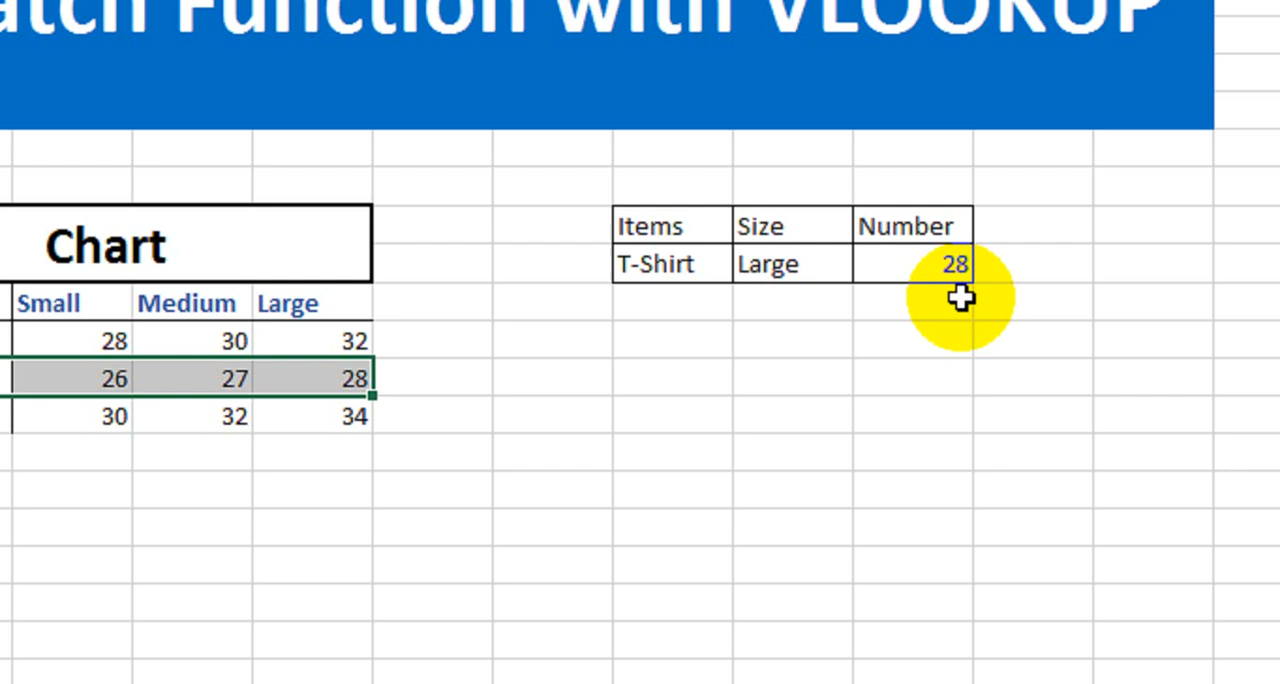 atch Function with VLOOKUP
Chart
Small Medium Large
28 30 32
26 27 28
30 32 34
Items Size Number
T-Shirt Large 28